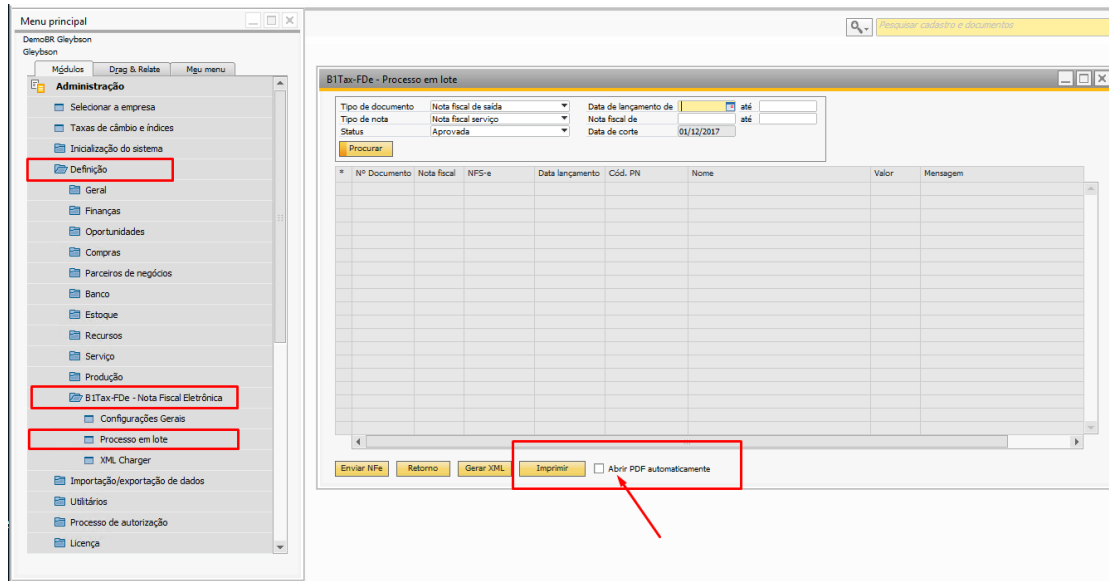 Menu principal
DemoBR Gleybson
Gleybson
Módulos Drag & Relate Meu menu
Administração
Selecionar a empresa
Taxas de câmbio e índices
Inicialização do sistema
Definição
Geral
Finanças
Oportunidades
Compras
Parceiros de negócios
Banco
Estoque
Recursos
Serviço
Produção
B1Tax-FDe - Nota Fiscal Eletrônica
Configurações Gerais
Processo em lote
XML Charger
Importação/exportação de dados
Utilitários
Processo de autorização
Licença
Pesquisar cadastro e documentos
B1Tax-FDe - Processo em lote
Tipo de documento Nota fiscal de saída Data de lançamento de até
Tipo de nota Nota fiscal serviço Nota fiscal de até
Status Aprovada Data de corte 01/12/2017
Procurar
* Nº Documento Nota fiscal NFS-e Data lançamento Cód. PN Nome Valor Mensagem
Enviar NFe Retorno Gerar XML Imprimir Abrir PDF automaticamente